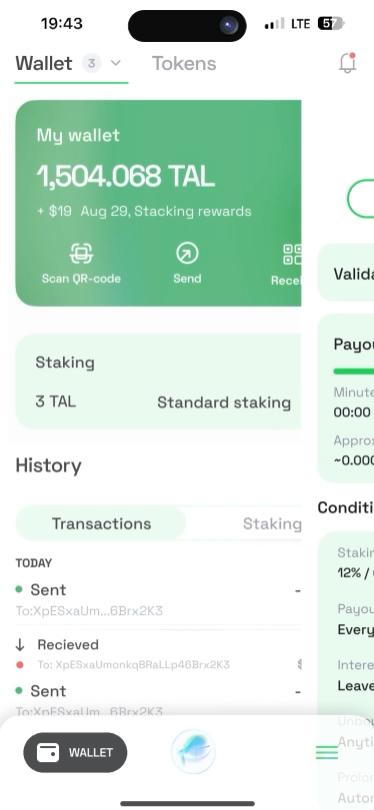 19:43
LTE 57
Wallet 3
Tokens
My wallet
1,504.068 TAL
+ $19 Aug 29, Stacking rewards
Scan QR-code
Send
Recei
Staking
3 TAL
Standard staking
History
Transactions
Staking
TODAY
Sent
-
To:XpESxaUm...6Brx2K3
Recieved
To: XpESxaUmonkq8RaLLp46Brx2K3
$
Sent
-
To:XpESxaUm...6Brx2K3
WALLET
Valida
Payou
Minute
00:00
Approx
~0.000
Conditi
Stakin
12% /
Payou
Every
Intere
Leave
Unbou
Anyti
Prolon
Auton